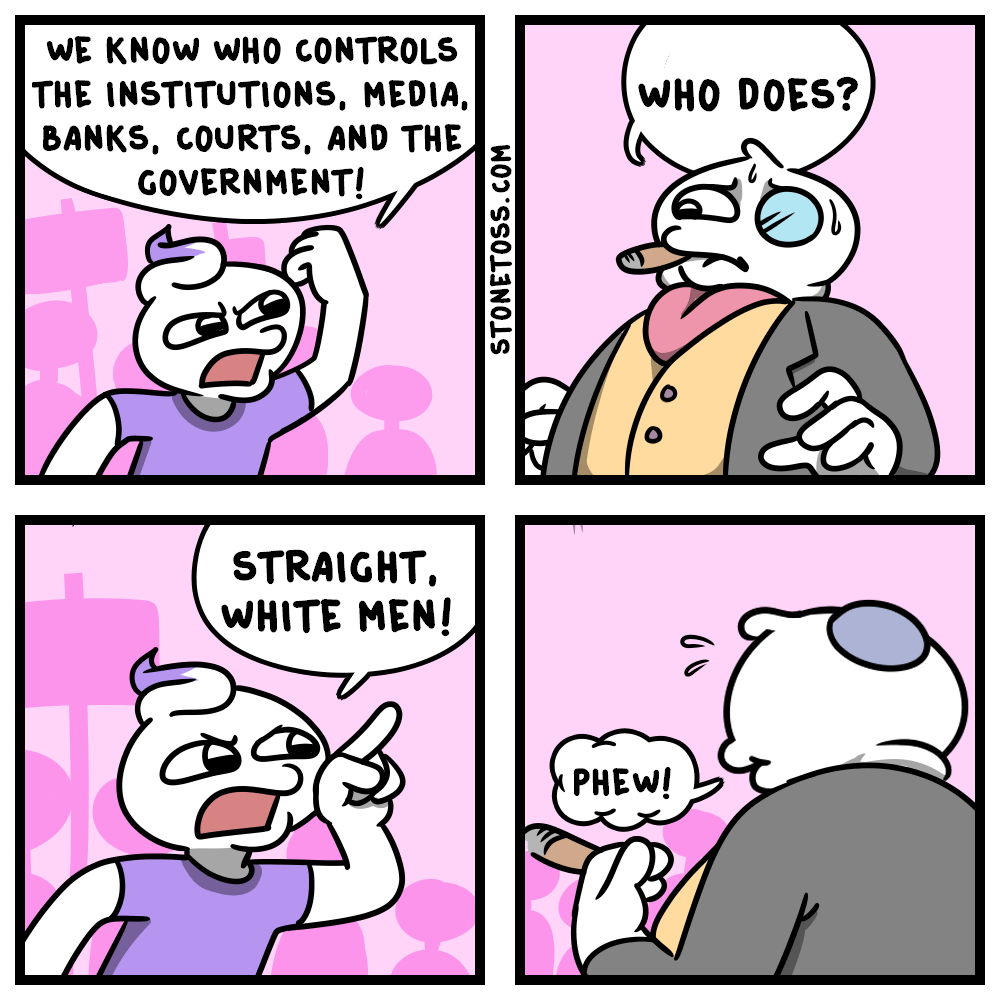 WE KNOW WHO CONTROLS
THE INSTITUTIONS, MEDIA,
BANKS, COURTS, AND THE
GOVERNMENT!
STONETOSS.COM
WHO DOES?
STRAIGHT,
WHITE MEN!
PHEW!